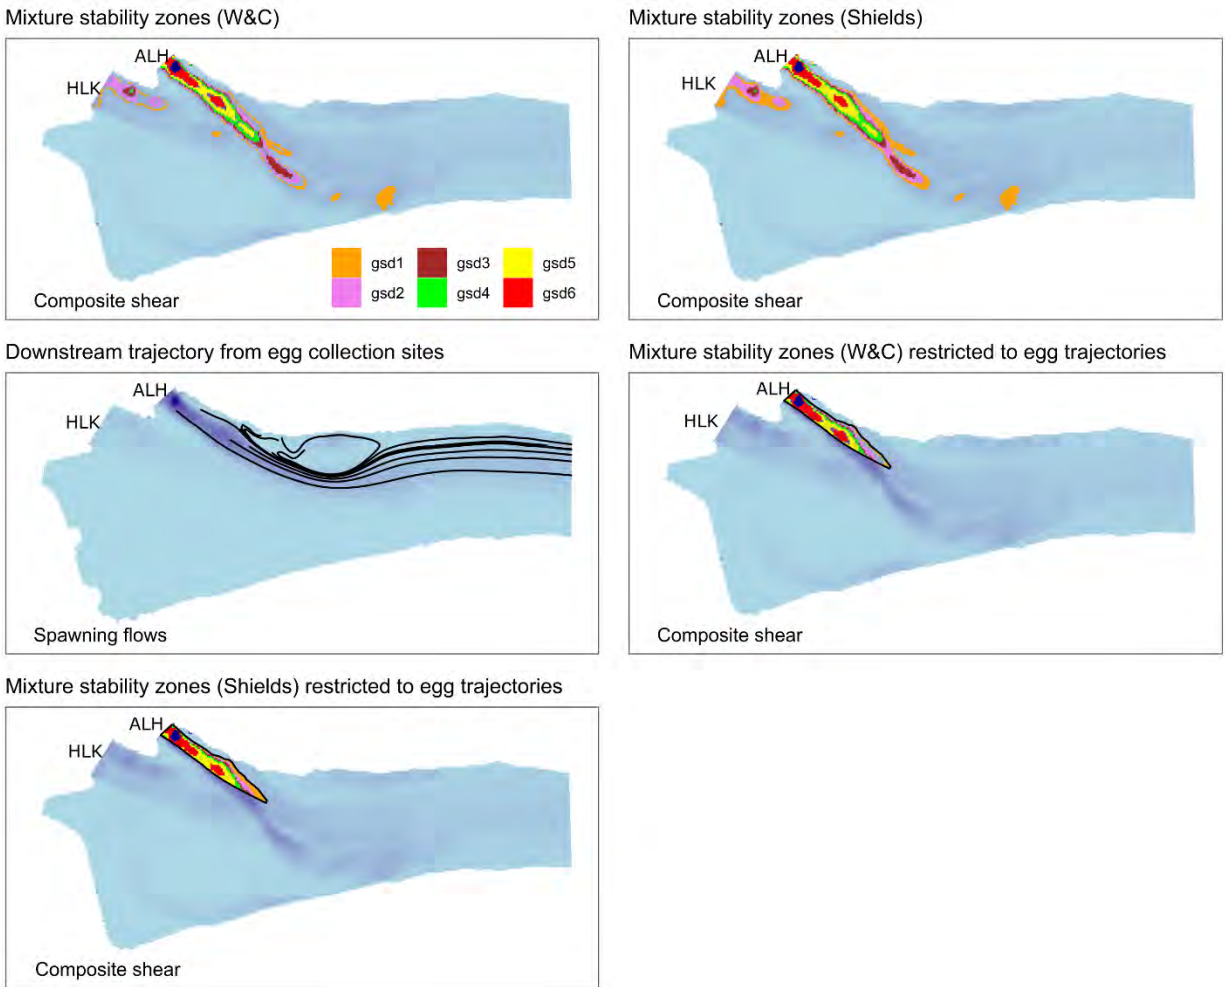 Mixture stability zones (W&C)
ALH
HLK
gsd1
gsd3
gsd5
gsd2
gsd4
gsd6
Composite shear
Mixture stability zones (Shields)
ALH
HLK
Composite shear
Downstream trajectory from egg collection sites
ALH
HLK
Spawning flows
Mixture stability zones (W&C) restricted to egg trajectories
ALH
HLK
Composite shear
Mixture stability zones (Shields) restricted to egg trajectories
ALH
HLK
Composite shear